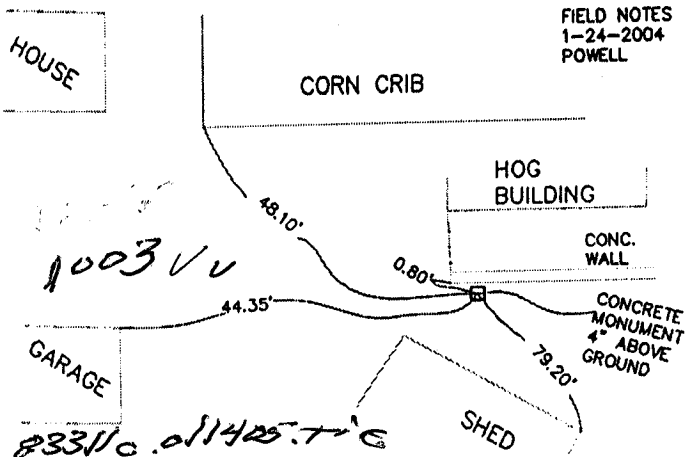 FIELD NOTES
1-24-2004
POWELL
HOUSE
CORN CRIB
HOG
BUILDING
48.10'
CONC.
WALL
0.80'
44.35'
CONCRETE
MONUMENT
4" ABOVE
GROUND
GARAGE
79.20'
SHED